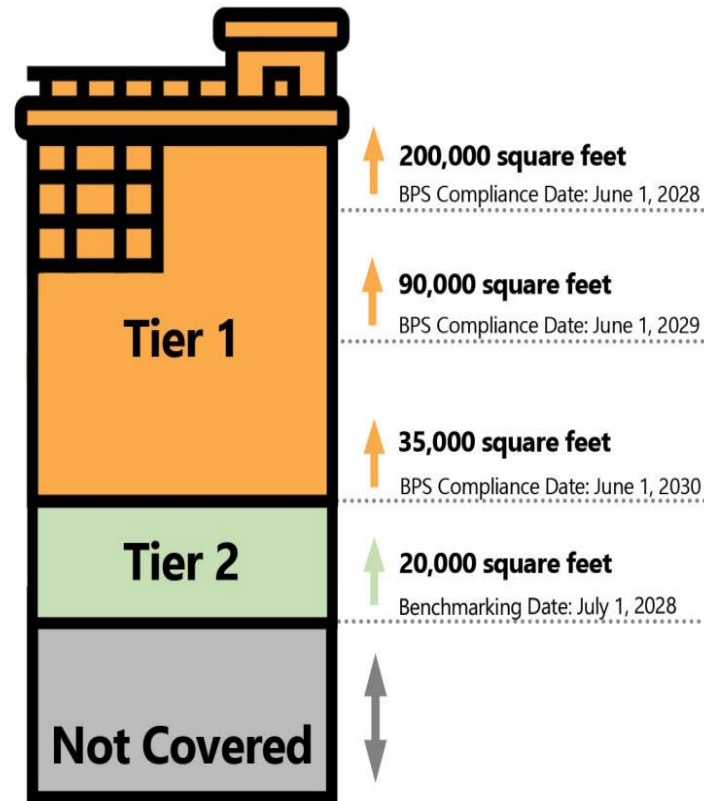 200,000 square feet
BPS Compliance Date: June 1, 2028
90,000 square feet
BPS Compliance Date: June 1, 2029
Tier 1
35,000 square feet
BPS Compliance Date: June 1, 2030
Tier 2
20,000 square feet
Benchmarking Date: July 1, 2028
Not Covered